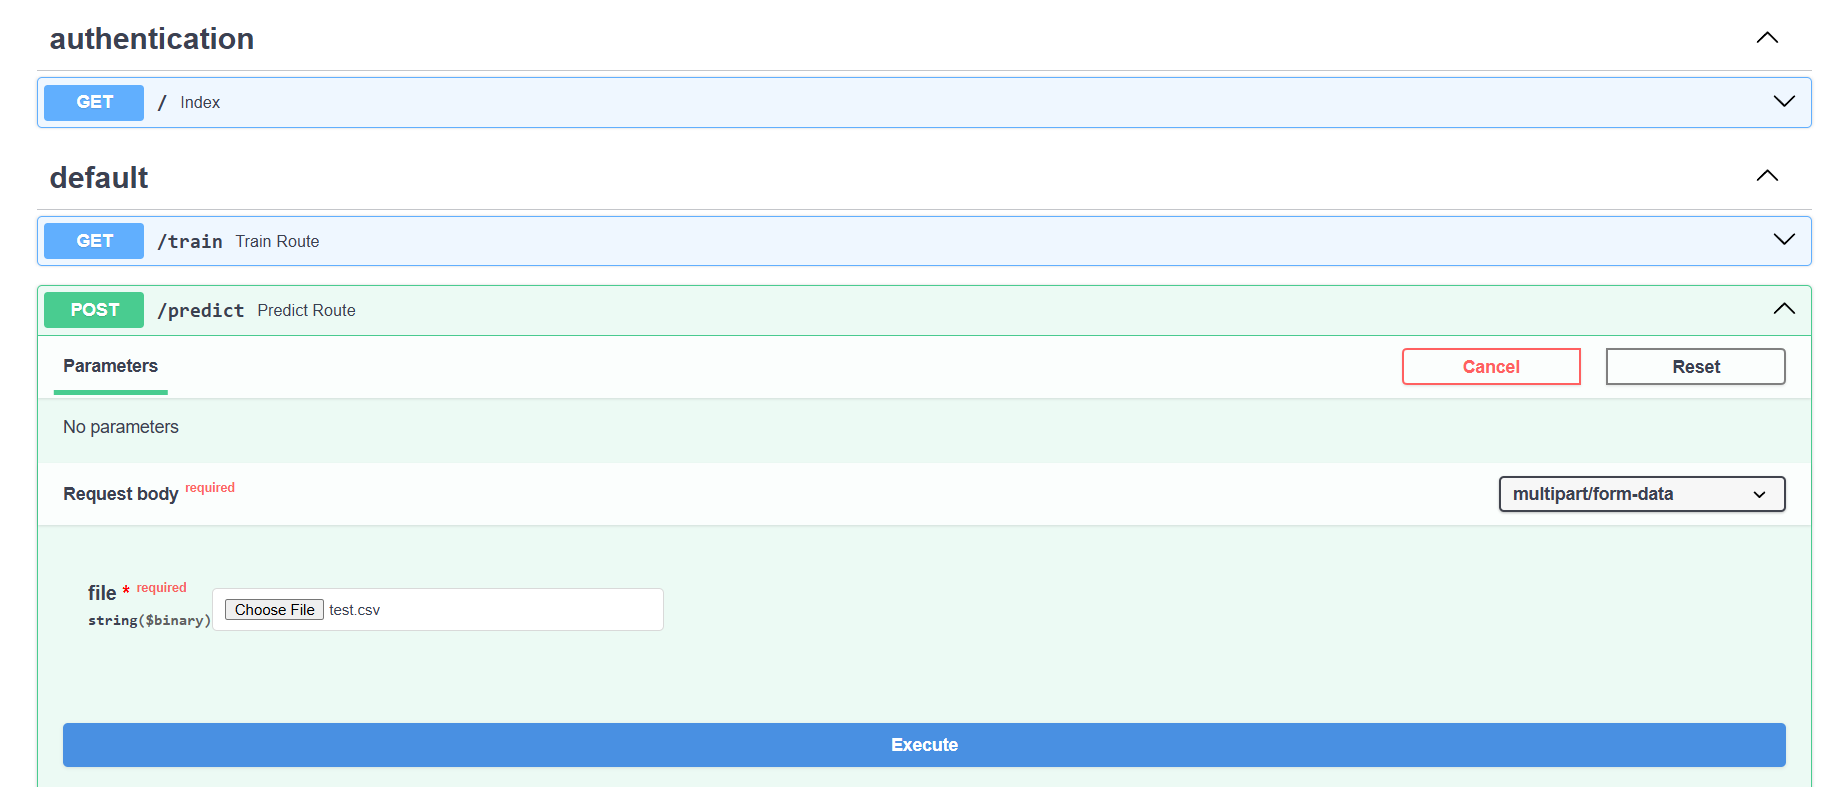 authentication
GET / Index
default
GET /train Train Route
POST /predict Predict Route
Parameters Cancel Reset
No parameters
Request body required multipart/form-data
file * required
string($binary) Choose File test.csv
Execute